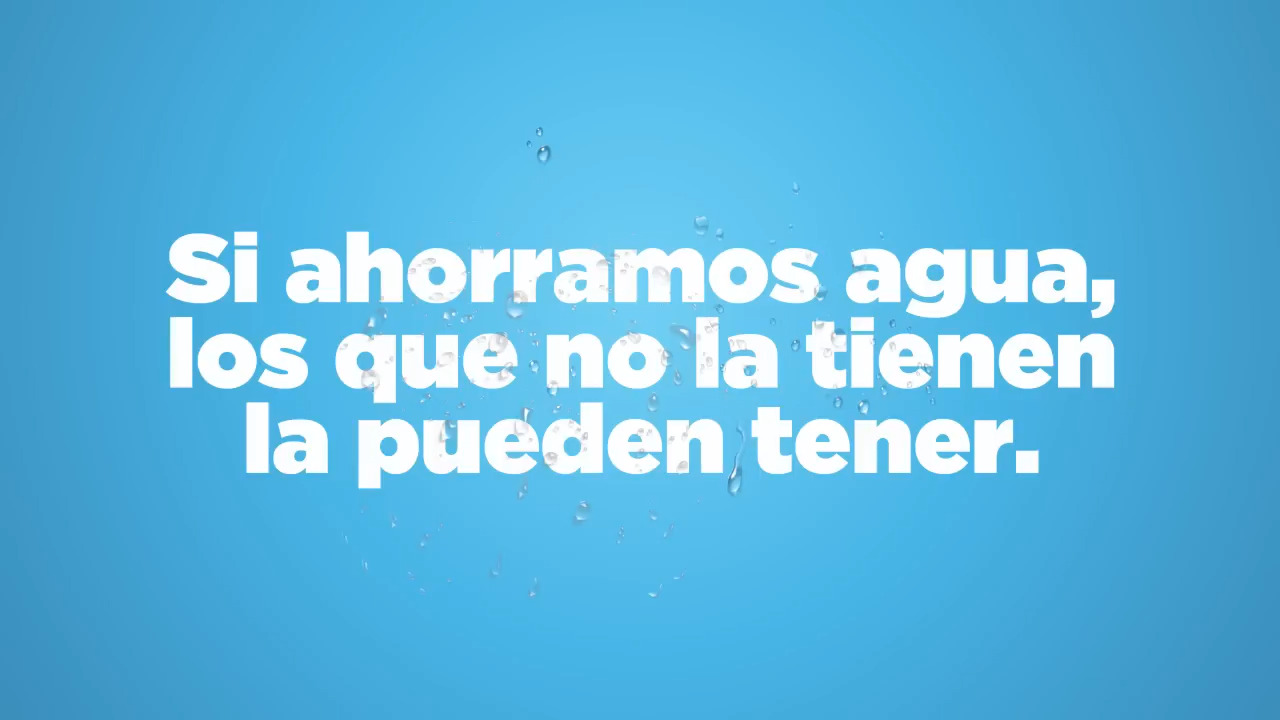 Si ahorramos agua,
los que no la tienen
la pueden tener.